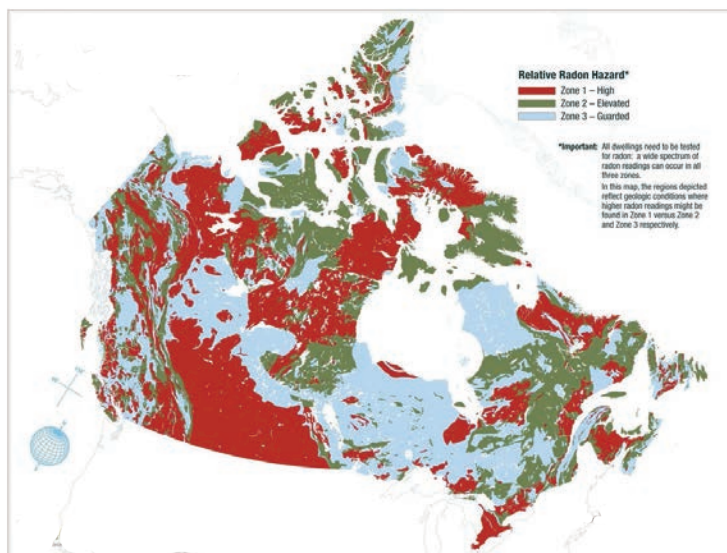 Relative Radon Hazard*
Zone 1 – High
Zone 2 – Elevated
Zone 3 – Guarded
*Important: All dwellings need to be tested
for radon: a wide spectrum of
radon readings can occur in all
three zones.
In this map, the regions depicted
reflect geologic conditions where
higher radon readings might be
found in Zone 1 versus Zone 2
and Zone 3 respectively.